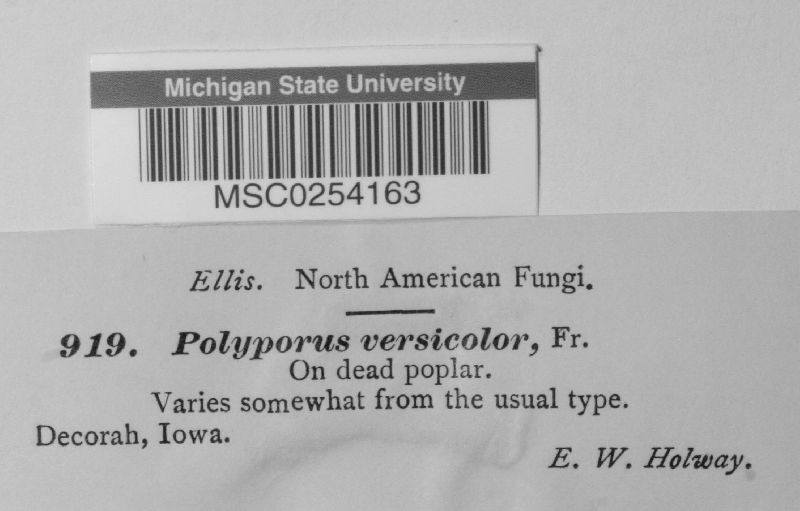 Michigan State University
MSC0254163
Ellis. North American Fungi.
919. Polyporus versicolor, Fr.
On dead poplar.
Varies somewhat from the usual type.
Decorah, Iowa.
E. W. Holway.